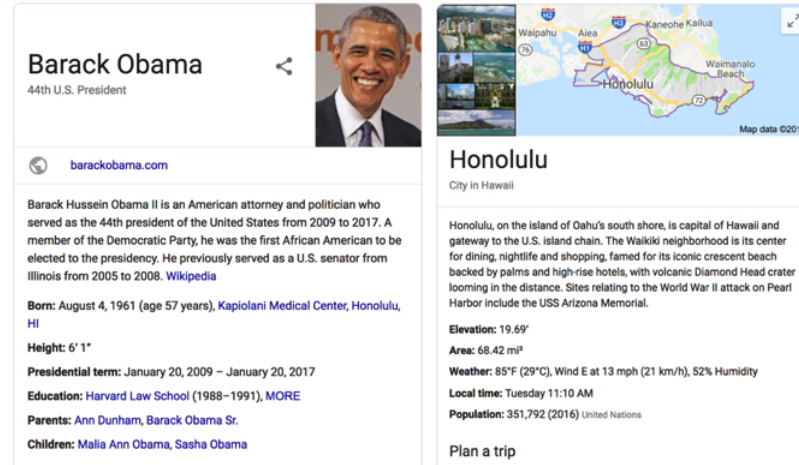 Barack Obama
44th U.S. President
barackobama.com
Barack Hussein Obama II is an American attorney and politician who
served as the 44th president of the United States from 2009 to 2017. A
member of the Democratic Party, he was the first African American to be
elected to the presidency. He previously served as a U.S. senator from
Illinois from 2005 to 2008. Wikipedia
Born: August 4, 1961 (age 57 years), Kapiolani Medical Center, Honolulu,
HI
Height: 6′ 1″
Presidential term: January 20, 2009 – January 20, 2017
Education: Harvard Law School (1988–1991), MORE
Parents: Ann Dunham, Barack Obama Sr.
Children: Malia Ann Obama, Sasha Obama
H2
H3
Kaneohe Kailua
Waipahu
Aiea
H1
63
76
Waimanalo
Beach
Honolulu
72
Map data ©201
Honolulu
City in Hawaii
Honolulu, on the island of Oahu's south shore, is capital of Hawaii and
gateway to the U.S. island chain. The Waikiki neighborhood is its center
for dining, nightlife and shopping, famed for its iconic crescent beach
backed by palms and high-rise hotels, with volcanic Diamond Head crater
looming in the distance. Sites relating to the World War II attack on Pearl
Harbor include the USS Arizona Memorial.
Elevation: 19.69′
Area: 68.42 mi²
Weather: 85°F (29°C), Wind E at 13 mph (21 km/h), 52% Humidity
Local time: Tuesday 11:10 AM
Population: 351,792 (2016) United Nations
Plan a trip